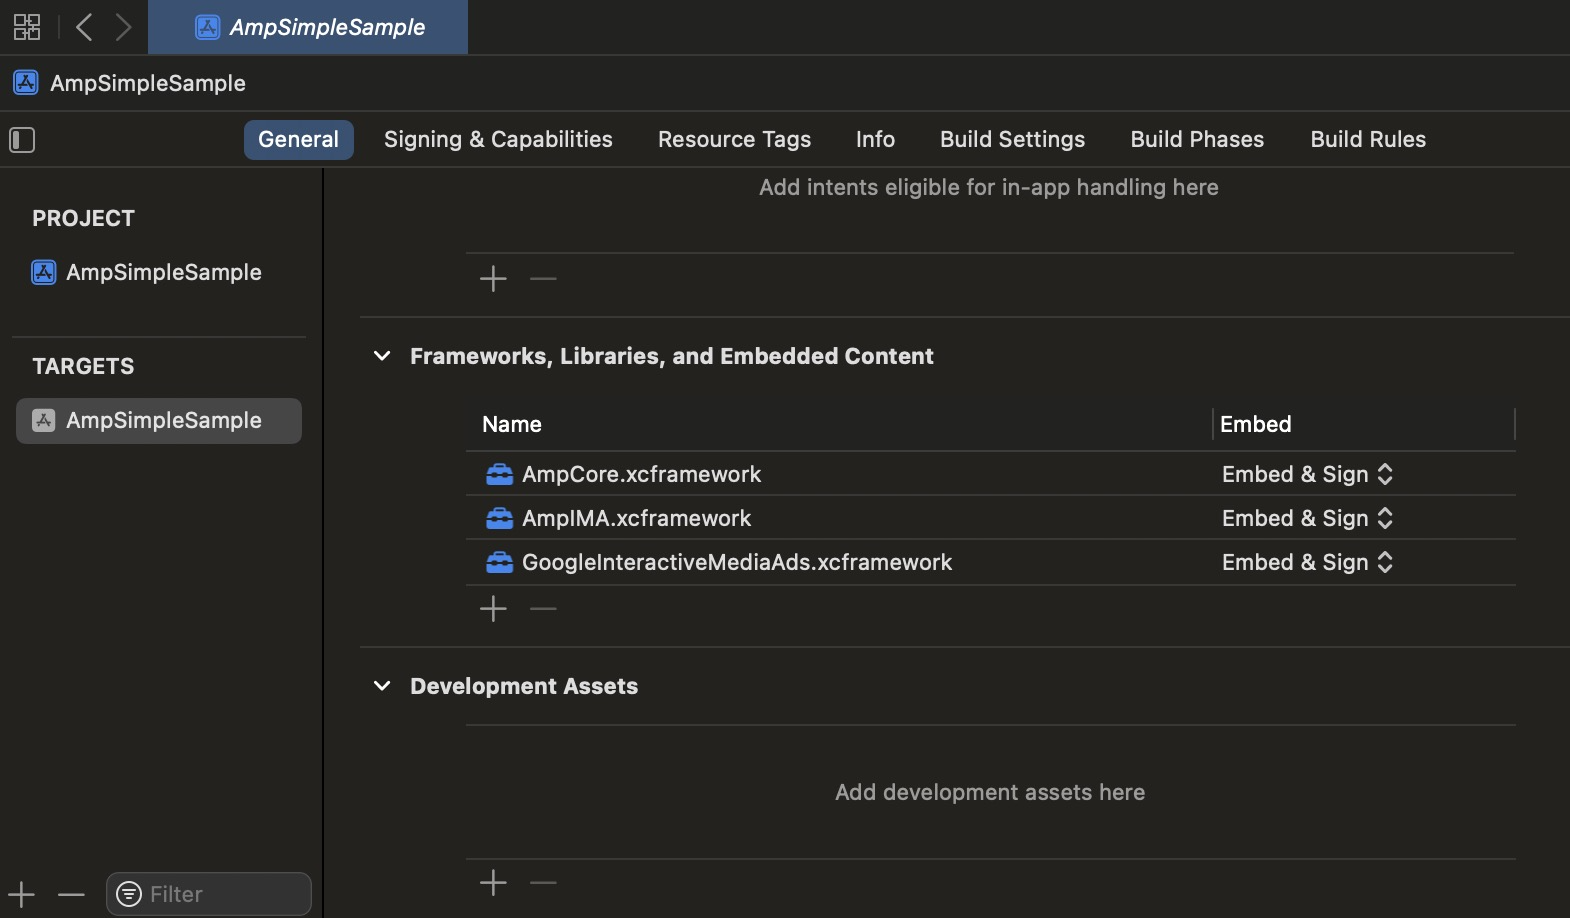 AmpSimpleSample
AmpSimpleSample
General Signing & Capabilities Resource Tags Info Build Settings Build Phases Build Rules
PROJECT
AmpSimpleSample
TARGETS
AmpSimpleSample
Filter
Add intents eligible for in-app handling here
Frameworks, Libraries, and Embedded Content
Name Embed
AmpCore.xcframework Embed & Sign
AmpIMA.xcframework Embed & Sign
GoogleInteractiveMediaAds.xcframework Embed & Sign
Development Assets
Add development assets here